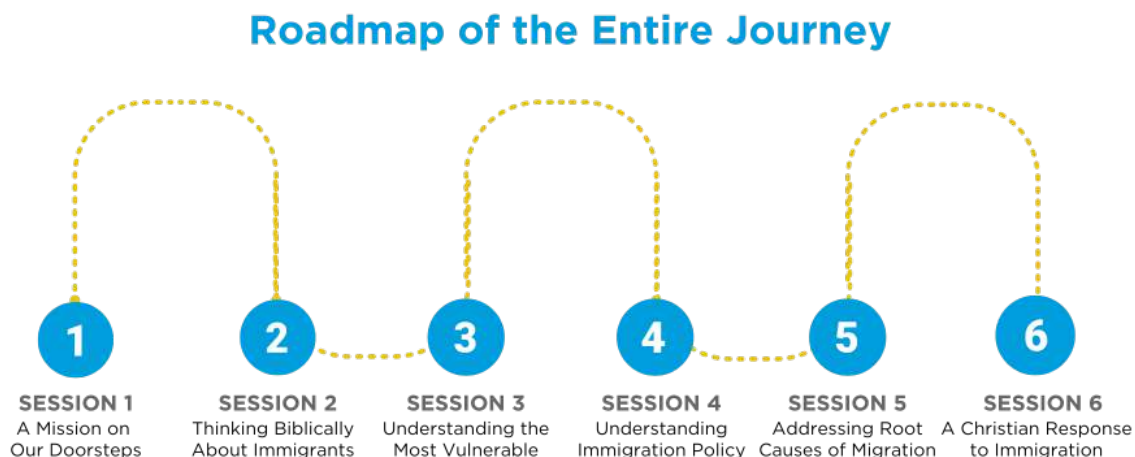 Roadmap of the Entire Journey
1
2
3
4
5
6
SESSION 1
A Mission on
Our Doorsteps
SESSION 2
Thinking Biblically
About Immigrants
SESSION 3
Understanding the
Most Vulnerable
SESSION 4
Understanding
Immigration Policy
SESSION 5
Addressing Root
Causes of Migration
SESSION 6
A Christian Response
to Immigration